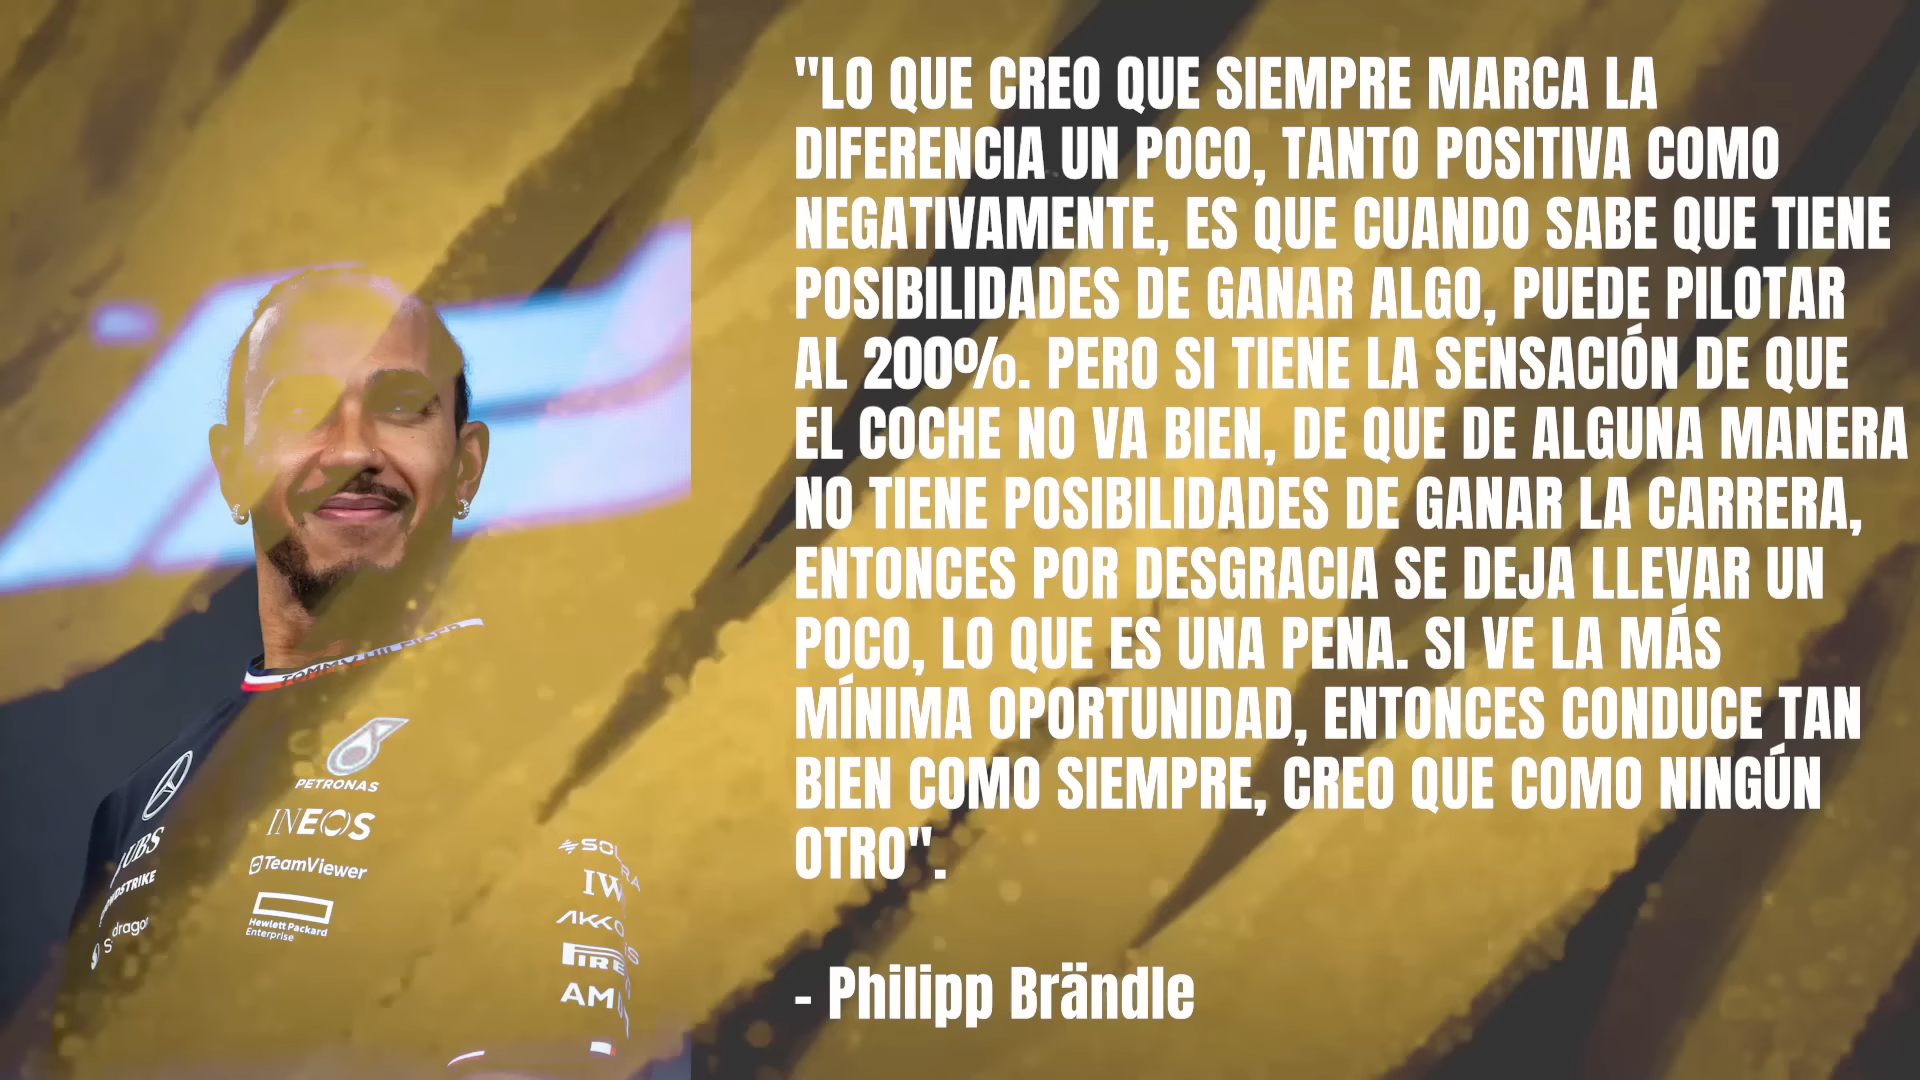 "LO QUE CREO QUE SIEMPRE MARCA LA
DIFERENCIA UN POCO, TANTO POSITIVA COMO
NEGATIVAMENTE, ES QUE CUANDO SABE QUE TIENE
POSIBILIDADES DE GANAR ALGO, PUEDE PILOTAR
AL 200%. PERO SI TIENE LA SENSACIÓN DE QUE
EL COCHE NO VA BIEN, DE QUE DE ALGUNA MANERA
NO TIENE POSIBILIDADES DE GANAR LA CARRERA,
ENTONCES POR DESGRACIA SE DEJA LLEVAR UN
POCO, LO QUE ES UNA PENA. SI VE LA MÁS
MÍNIMA OPORTUNIDAD, ENTONCES CONDUCE TAN
BIEN COMO SIEMPRE, CREO QUE COMO NINGÚN
OTRO".
- Philipp Brändle
TOMMY HILFIGER
PETRONAS
INEOS
TeamViewer
Hewlett Packard
Enterprise
IW